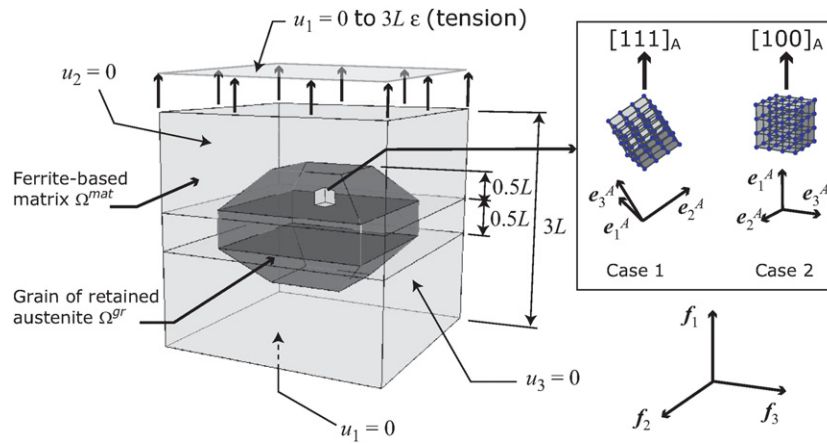 u₁ = 0 to 3L ε (tension)
u₂ = 0
Ferrite-based
matrix Ωᵐᵃᵗ
Grain of retained
austenite Ωᵍʳ
0.5L
0.5L
3L
u₃ = 0
u₁ = 0
[111]A
[100]A
e₃ᴬ
e₂ᴬ
e₁ᴬ
e₁ᴬ
e₃ᴬ
e₂ᴬ
Case 1
Case 2
f₁
f₂
f₃